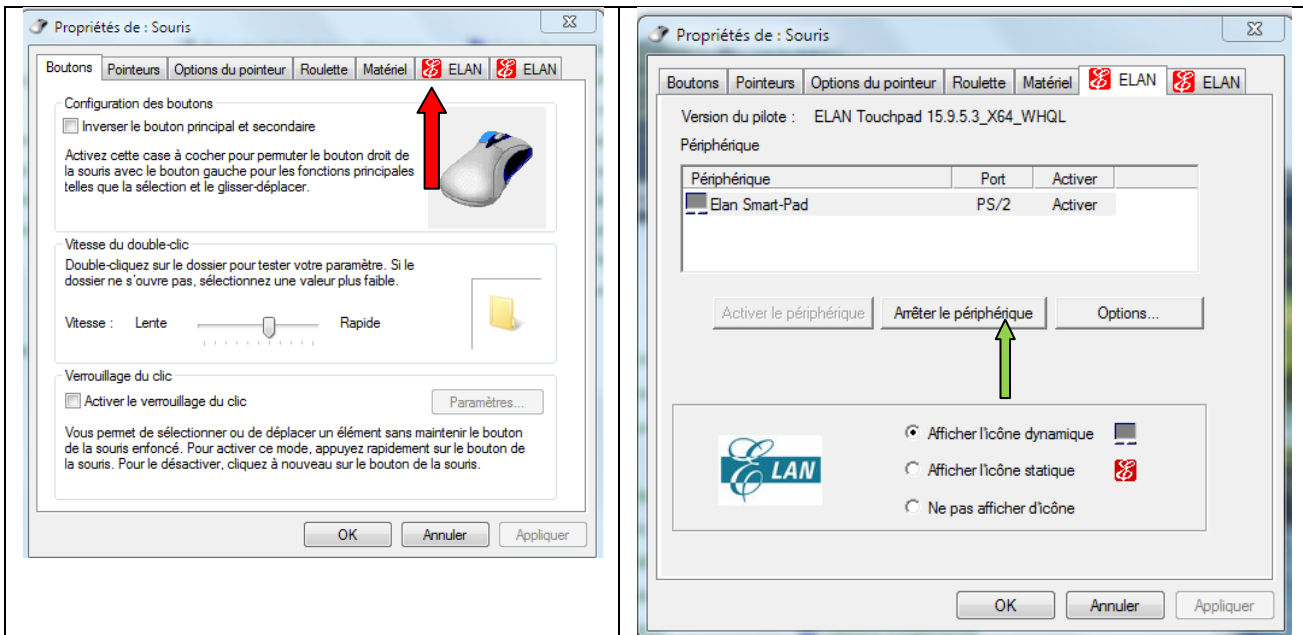 Propriétés de : Souris
Boutons Pointeurs Options du pointeur Roulette Matériel ELAN ELAN
Configuration des boutons
Inverser le bouton principal et secondaire
Activez cette case à cocher pour permuter le bouton droit de
la souris avec le bouton gauche pour les fonctions principales
telles que la sélection et le glisser-déplacer.
Vitesse du double-clic
Double-cliquez sur le dossier pour tester votre paramètre. Si le
dossier ne s'ouvre pas, sélectionnez une valeur plus faible.
Vitesse : Lente Rapide
Verrouillage du clic
Activer le verrouillage du clic Paramètres...
Vous permet de sélectionner ou de déplacer un élément sans maintenir le bouton
de la souris enfoncé. Pour activer ce mode, appuyez rapidement sur le bouton de
la souris. Pour le désactiver, cliquez à nouveau sur le bouton de la souris.
OK Annuler Appliquer
Propriétés de : Souris
Boutons Pointeurs Options du pointeur Roulette Matériel ELAN ELAN
Version du pilote : ELAN Touchpad 15.9.5.3_X64_WHQL
Périphérique
Périphérique Port Activer
Elan Smart-Pad PS/2 Activer
Activer le périphérique Arrêter le périphérique Options...
Afficher l'icône dynamique
ELAN Afficher l'icône statique
Ne pas afficher d'icône
OK Annuler Appliquer